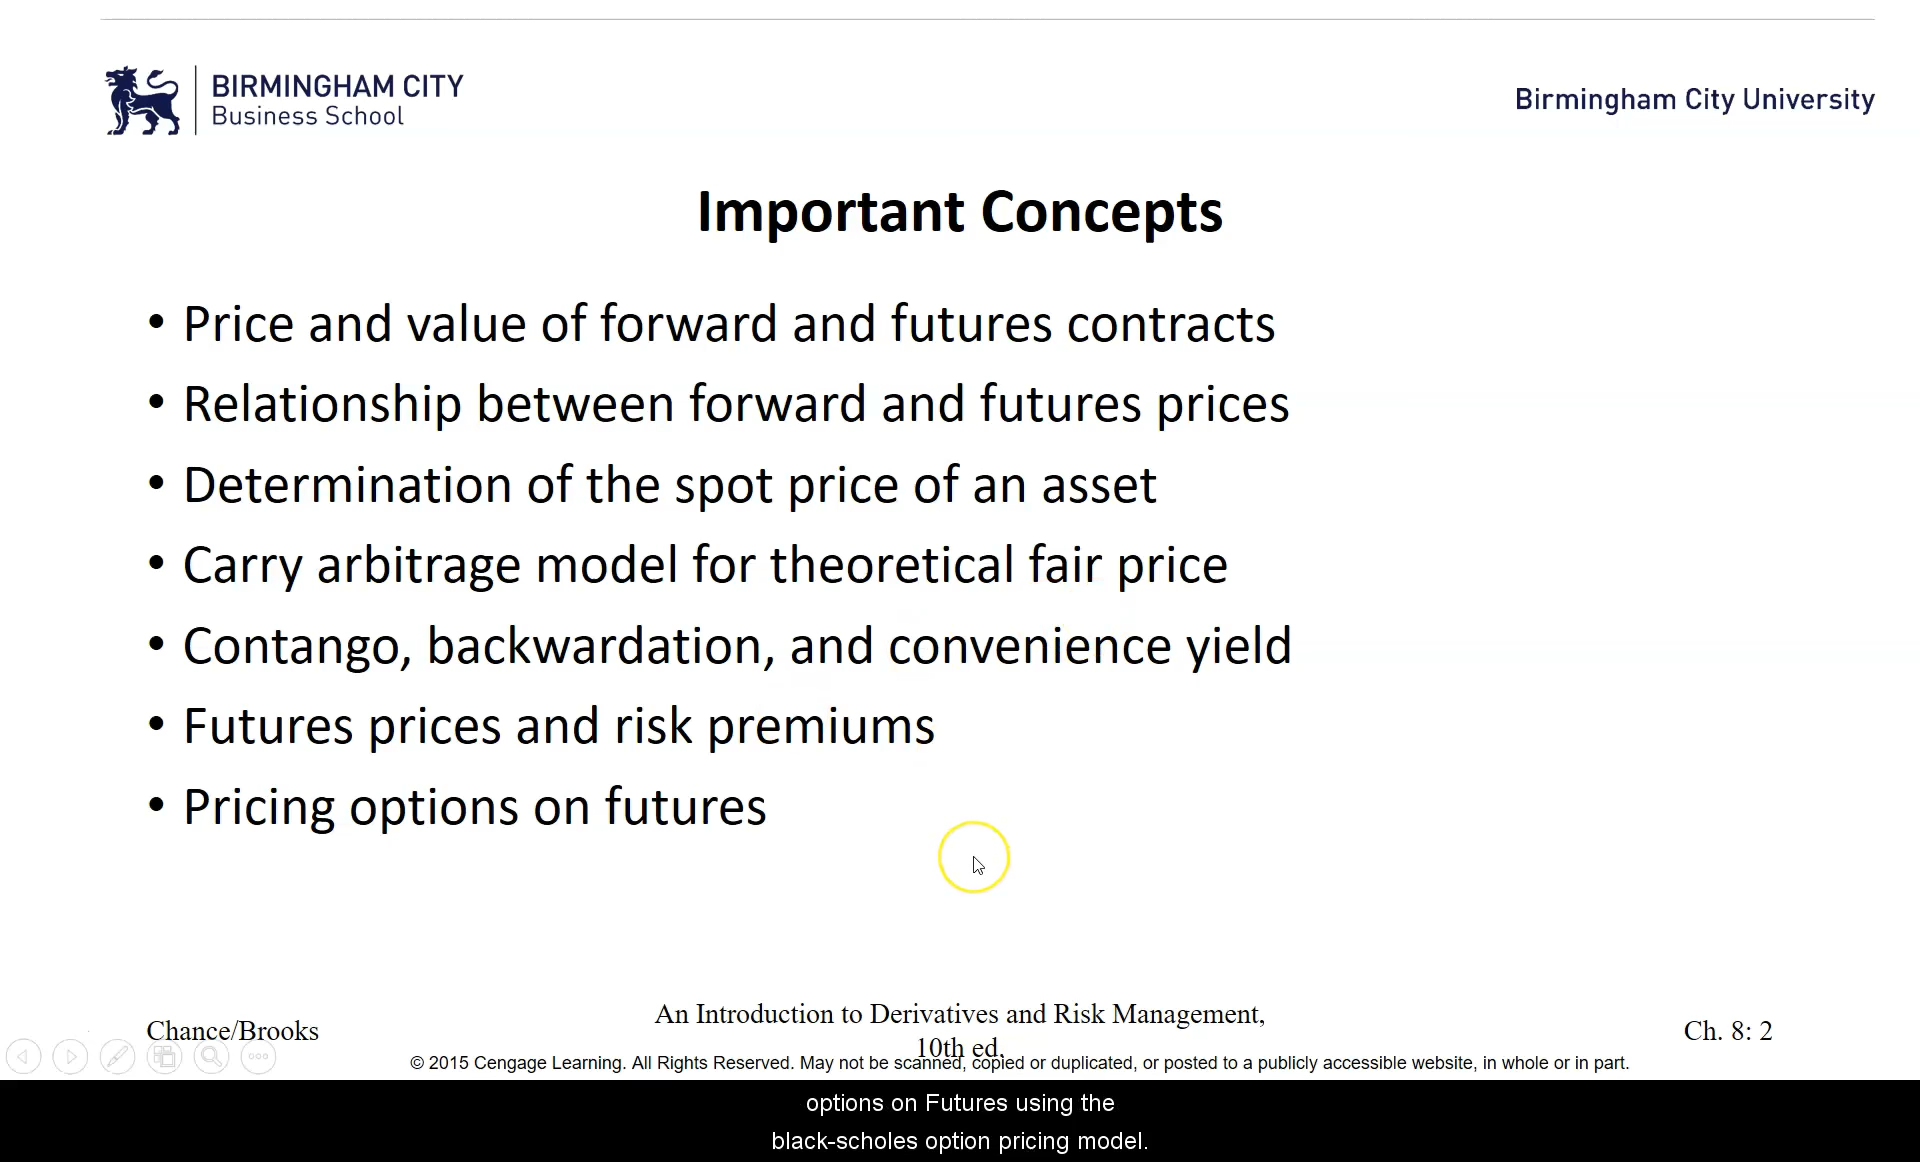 BIRMINGHAM CITY
Business School
Birmingham City University
Important Concepts
• Price and value of forward and futures contracts
• Relationship between forward and futures prices
• Determination of the spot price of an asset
• Carry arbitrage model for theoretical fair price
• Contango, backwardation, and convenience yield
• Futures prices and risk premiums
• Pricing options on futures
Chance/Brooks
An Introduction to Derivatives and Risk Management,
10th ed.
Ch. 8: 2
© 2015 Cengage Learning. All Rights Reserved. May not be scanned, copied or duplicated, or posted to a publicly accessible website, in whole or in part.
options on Futures using the
black-scholes option pricing model.